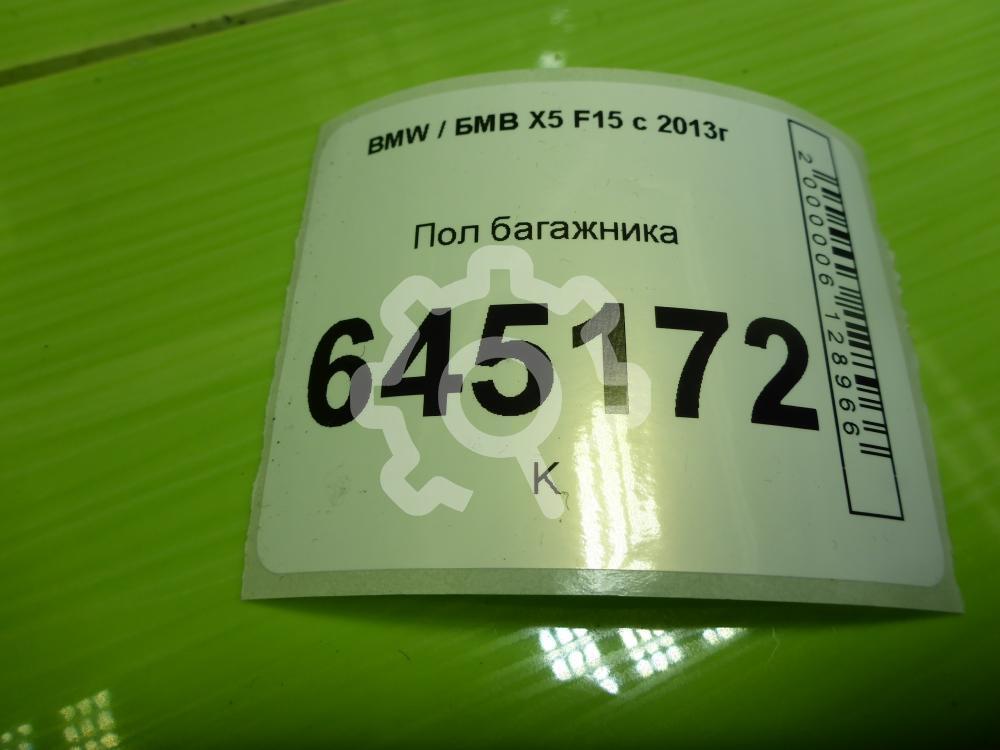 BMW / БМВ X5 F15 с 2013г
Пол багажника
645172
К
2000006128966